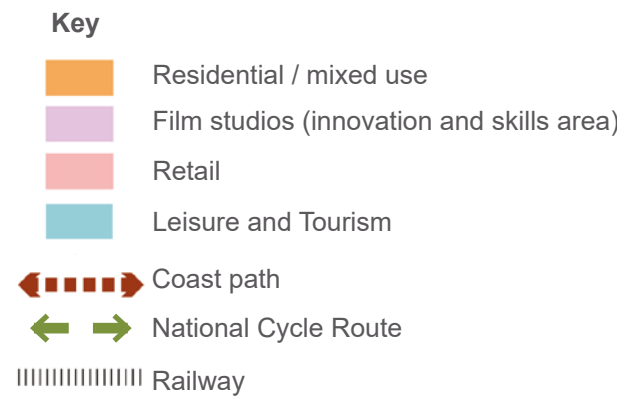 Key
Residential / mixed use
Film studios (innovation and skills area)
Retail
Leisure and Tourism
Coast path
National Cycle Route
Railway